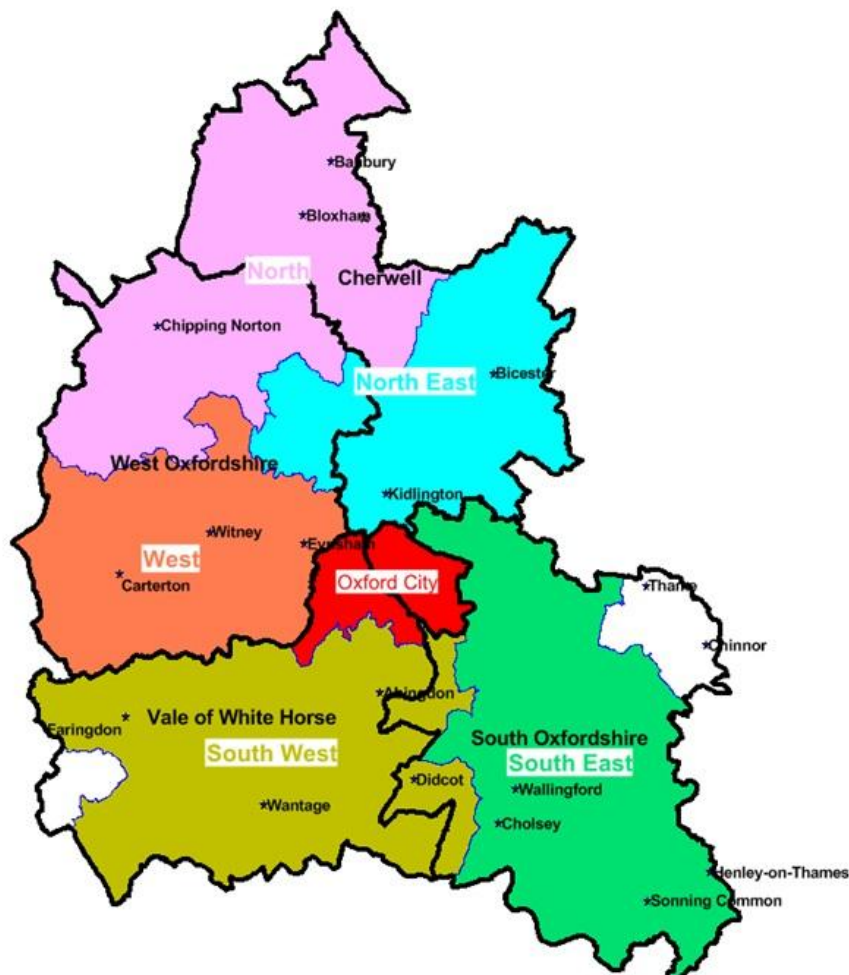 Banbury
Bloxham
North
Cherwell
Chipping Norton
North East
Bicester
West Oxfordshire
Kidlington
Witney
Eynsham
West
Carterton
Oxford City
Thame
Chinnor
Abingdon
Vale of White Horse
Faringdon
South Oxfordshire
South West
South East
Didcot
Wallingford
Wantage
Cholsey
Henley-on-Thames
Sonning Common